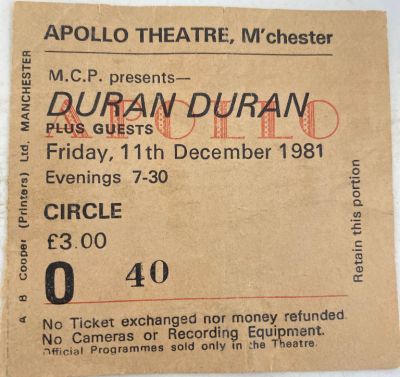 APOLLO THEATRE, M'chester
M.C.P. presents—
APOLLO
DURAN DURAN
PLUS GUESTS
Friday, 11th December 1981
Evenings 7-30
CIRCLE
£3.00
O 40
No Ticket exchanged nor money refunded.
No Cameras or Recording Equipment.
Official Programmes sold only in the Theatre.
A B Cooper (Printers) Ltd. MANCHESTER
Retain this portion